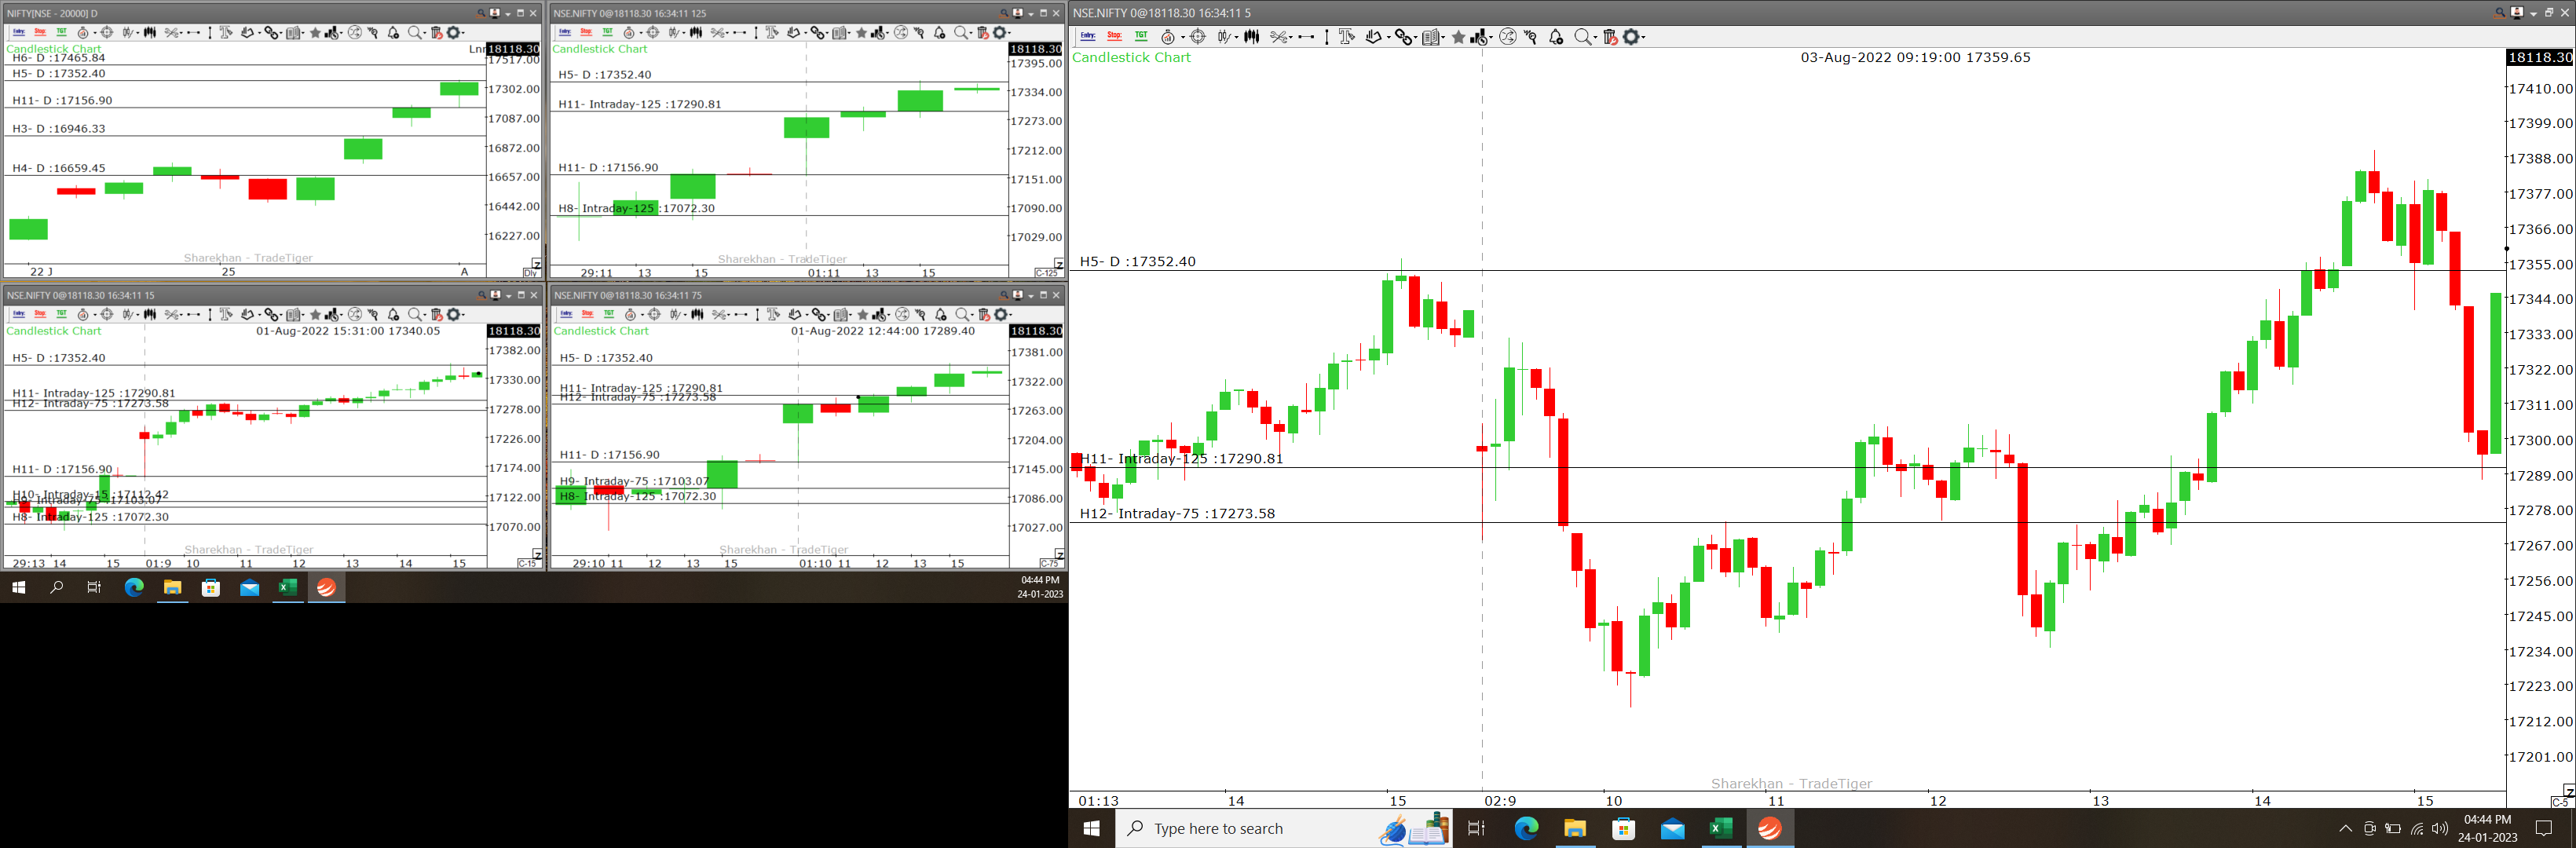 NIFTY[NSE - 20000] D
Candlestick Chart
Lnr
18118.30
H6- D :17465.84
17517.00
H5- D :17352.40
17302.00
H11- D :17156.90
17087.00
H3- D :16946.33
16872.00
H4- D :16659.45
16657.00
16442.00
16227.00
Sharekhan - TradeTiger
22 J 25 A
Dly
NSE.NIFTY 0@18118.30 16:34:11 125
Candlestick Chart
18118.30
17395.00
H5- D :17352.40
17334.00
H11- Intraday-125 :17290.81
17273.00
17212.00
H11- D :17156.90
17151.00
H8- Intraday-125 :17072.30
17090.00
17029.00
Sharekhan - TradeTiger
29:11 13 15 01:11 13 15
C-125
NSE.NIFTY 0@18118.30 16:34:11 15
Candlestick Chart
01-Aug-2022 15:31:00 17340.05
18118.30
17382.00
H5- D :17352.40
17330.00
H11- Intraday-125 :17290.81
H12- Intraday-75 :17273.58
17278.00
17226.00
H11- D :17156.90
17174.00
H10- Intraday-15 :17112.42
H9- Intraday-75 :17103.07
17122.00
H8- Intraday-125 :17072.30
17070.00
Sharekhan - TradeTiger
29:13 14 15 01:9 10 11 12 13 14 15
C-15
NSE.NIFTY 0@18118.30 16:34:11 75
Candlestick Chart
01-Aug-2022 12:44:00 17289.40
18118.30
17381.00
H5- D :17352.40
17322.00
H11- Intraday-125 :17290.81
H12- Intraday-75 :17273.58
17263.00
17204.00
H11- D :17156.90
17145.00
H9- Intraday-75 :17103.07
H8- Intraday-125 :17072.30
17086.00
17027.00
Sharekhan - TradeTiger
29:10 11 12 13 15 01:10 11 12 13 15
C-75
04:44 PM
24-01-2023
NSE.NIFTY 0@18118.30 16:34:11 5
Entry: Stop: TGT
Candlestick Chart
03-Aug-2022 09:19:00 17359.65
18118.30
17410.00
17399.00
17388.00
17377.00
17366.00
H5- D :17352.40
17355.00
17344.00
17333.00
17322.00
17311.00
17300.00
H11- Intraday-125 :17290.81
17289.00
H12- Intraday-75 :17273.58
17278.00
17267.00
17256.00
17245.00
17234.00
17223.00
17212.00
17201.00
Sharekhan - TradeTiger
01:13 14 15 02:9 10 11 12 13 14 15
C-5
Type here to search
04:44 PM
24-01-2023